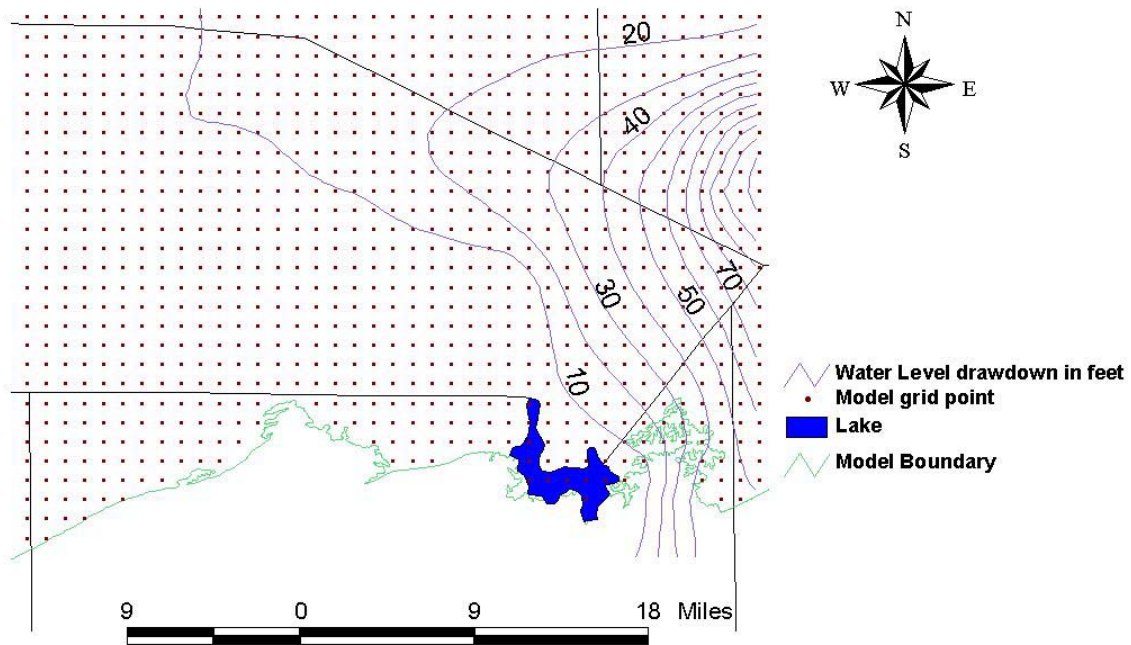 20
N
W
E
S
40
70
30
50
10
Water Level drawdown in feet
Model grid point
Lake
Model Boundary
9 0 9 18 Miles